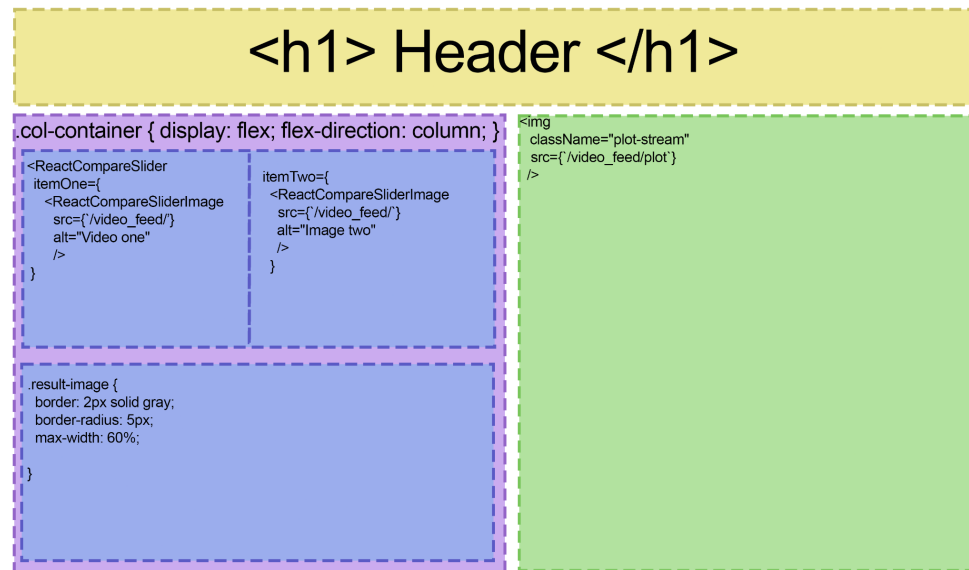 <h1> Header </h1>
.col-container { display: flex; flex-direction: column; }
<ReactCompareSlider
itemOne={
<ReactCompareSliderImage
src={`/video_feed/'}
alt="Video one"
/>
}
itemTwo={
<ReactCompareSliderImage
src={`/video_feed/`}
alt="Image two"
/>
}
.result-image {
border: 2px solid gray;
border-radius: 5px;
max-width: 60%;
}
<img
className="plot-stream"
src={`/video_feed/plot`}
/>